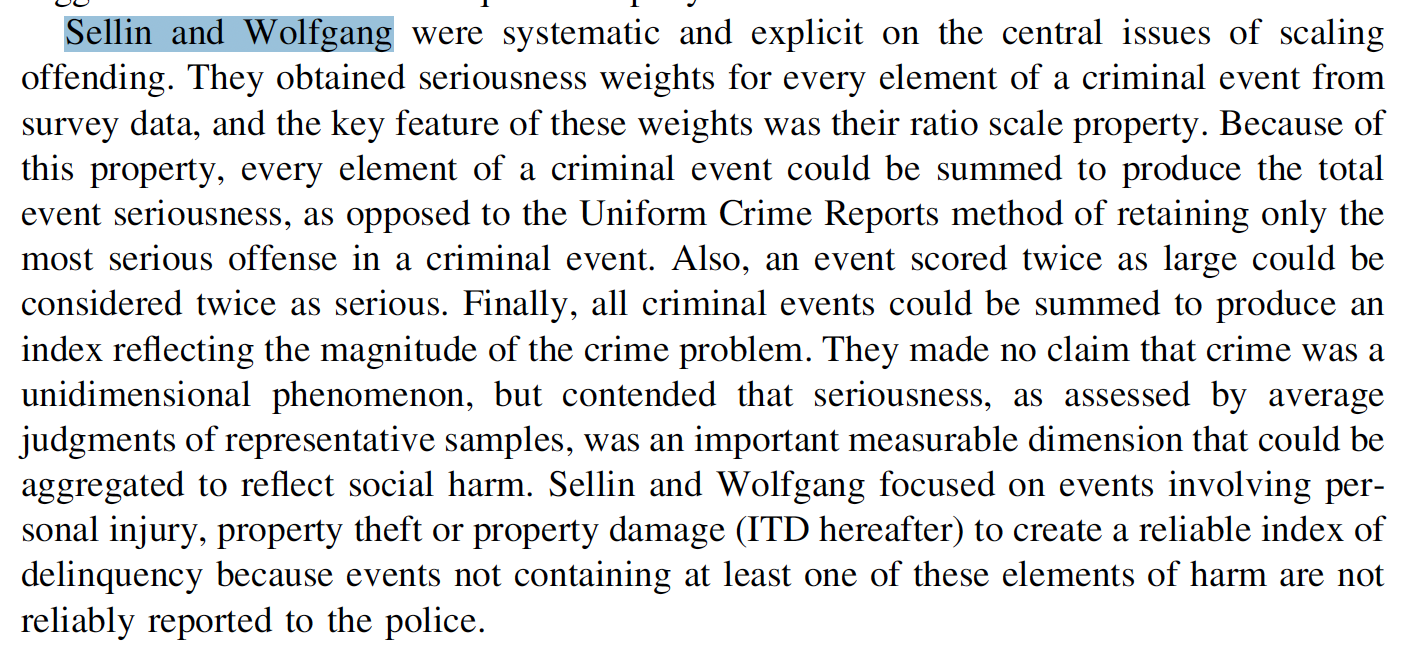 Sellin and Wolfgang were systematic and explicit on the central issues of scaling
offending. They obtained seriousness weights for every element of a criminal event from
survey data, and the key feature of these weights was their ratio scale property. Because of
this property, every element of a criminal event could be summed to produce the total
event seriousness, as opposed to the Uniform Crime Reports method of retaining only the
most serious offense in a criminal event. Also, an event scored twice as large could be
considered twice as serious. Finally, all criminal events could be summed to produce an
index reflecting the magnitude of the crime problem. They made no claim that crime was a
unidimensional phenomenon, but contended that seriousness, as assessed by average
judgments of representative samples, was an important measurable dimension that could be
aggregated to reflect social harm. Sellin and Wolfgang focused on events involving per-
sonal injury, property theft or property damage (ITD hereafter) to create a reliable index of
delinquency because events not containing at least one of these elements of harm are not
reliably reported to the police.